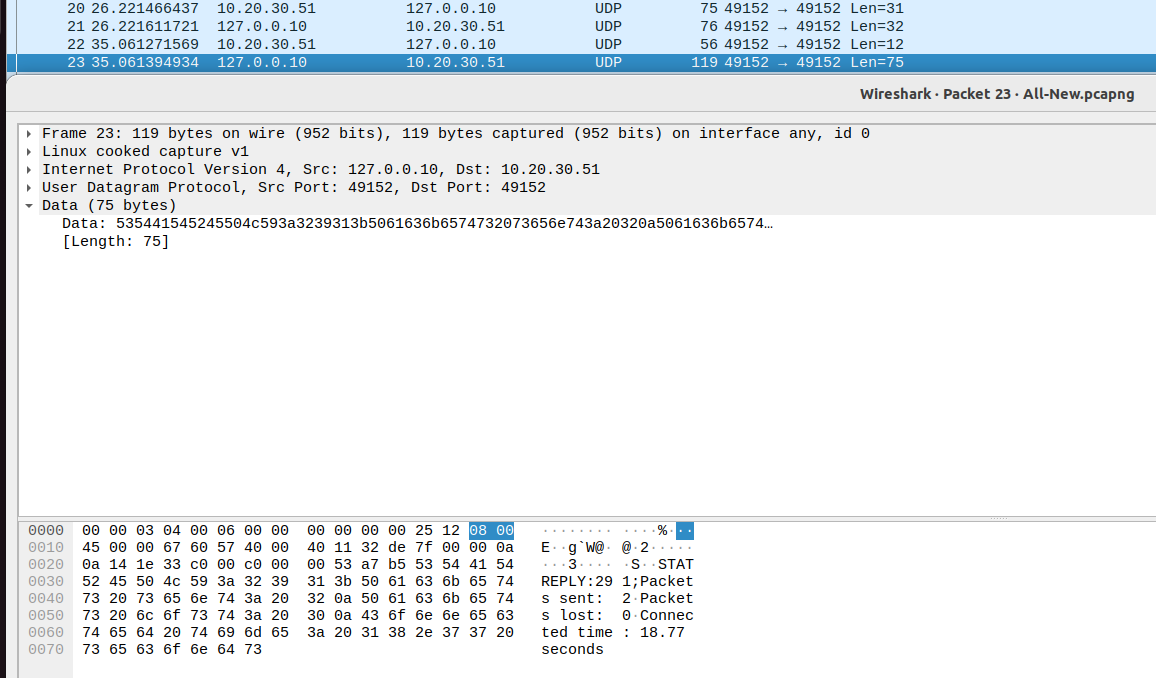 20 26.221466437 10.20.30.51 127.0.0.10 UDP 75 49152 → 49152 Len=31
21 26.221611721 127.0.0.10 10.20.30.51 UDP 76 49152 → 49152 Len=32
22 35.061271569 10.20.30.51 127.0.0.10 UDP 56 49152 → 49152 Len=12
23 35.061394934 127.0.0.10 10.20.30.51 UDP 119 49152 → 49152 Len=75
Wireshark · Packet 23 · All-New.pcapng
Frame 23: 119 bytes on wire (952 bits), 119 bytes captured (952 bits) on interface any, id 0
Linux cooked capture v1
Internet Protocol Version 4, Src: 127.0.0.10, Dst: 10.20.30.51
User Datagram Protocol, Src Port: 49152, Dst Port: 49152
Data (75 bytes)
Data: 535441545245504c593a3239313b5061636b6574732073656e743a20320a5061636b6574…
[Length: 75]
0000 00 00 03 04 00 06 00 00 00 00 00 00 25 12 08 00 ········ ····%···
0010 45 00 00 67 60 57 40 00 40 11 32 de 7f 00 00 0a E··g`W@· @·2·····
0020 0a 14 1e 33 c0 00 c0 00 00 53 a7 b5 53 54 41 54 ···3···· ·S··STAT
0030 52 45 50 4c 59 3a 32 39 31 3b 50 61 63 6b 65 74 REPLY:29 1;Packet
0040 73 20 73 65 6e 74 3a 20 32 0a 50 61 63 6b 65 74 s sent: 2·Packet
0050 73 20 6c 6f 73 74 3a 20 30 0a 43 6f 6e 6e 65 63 s lost: 0·Connec
0060 74 65 64 20 74 69 6d 65 3a 20 31 38 2e 37 37 20 ted time : 18.77
0070 73 65 63 6f 6e 64 73 seconds